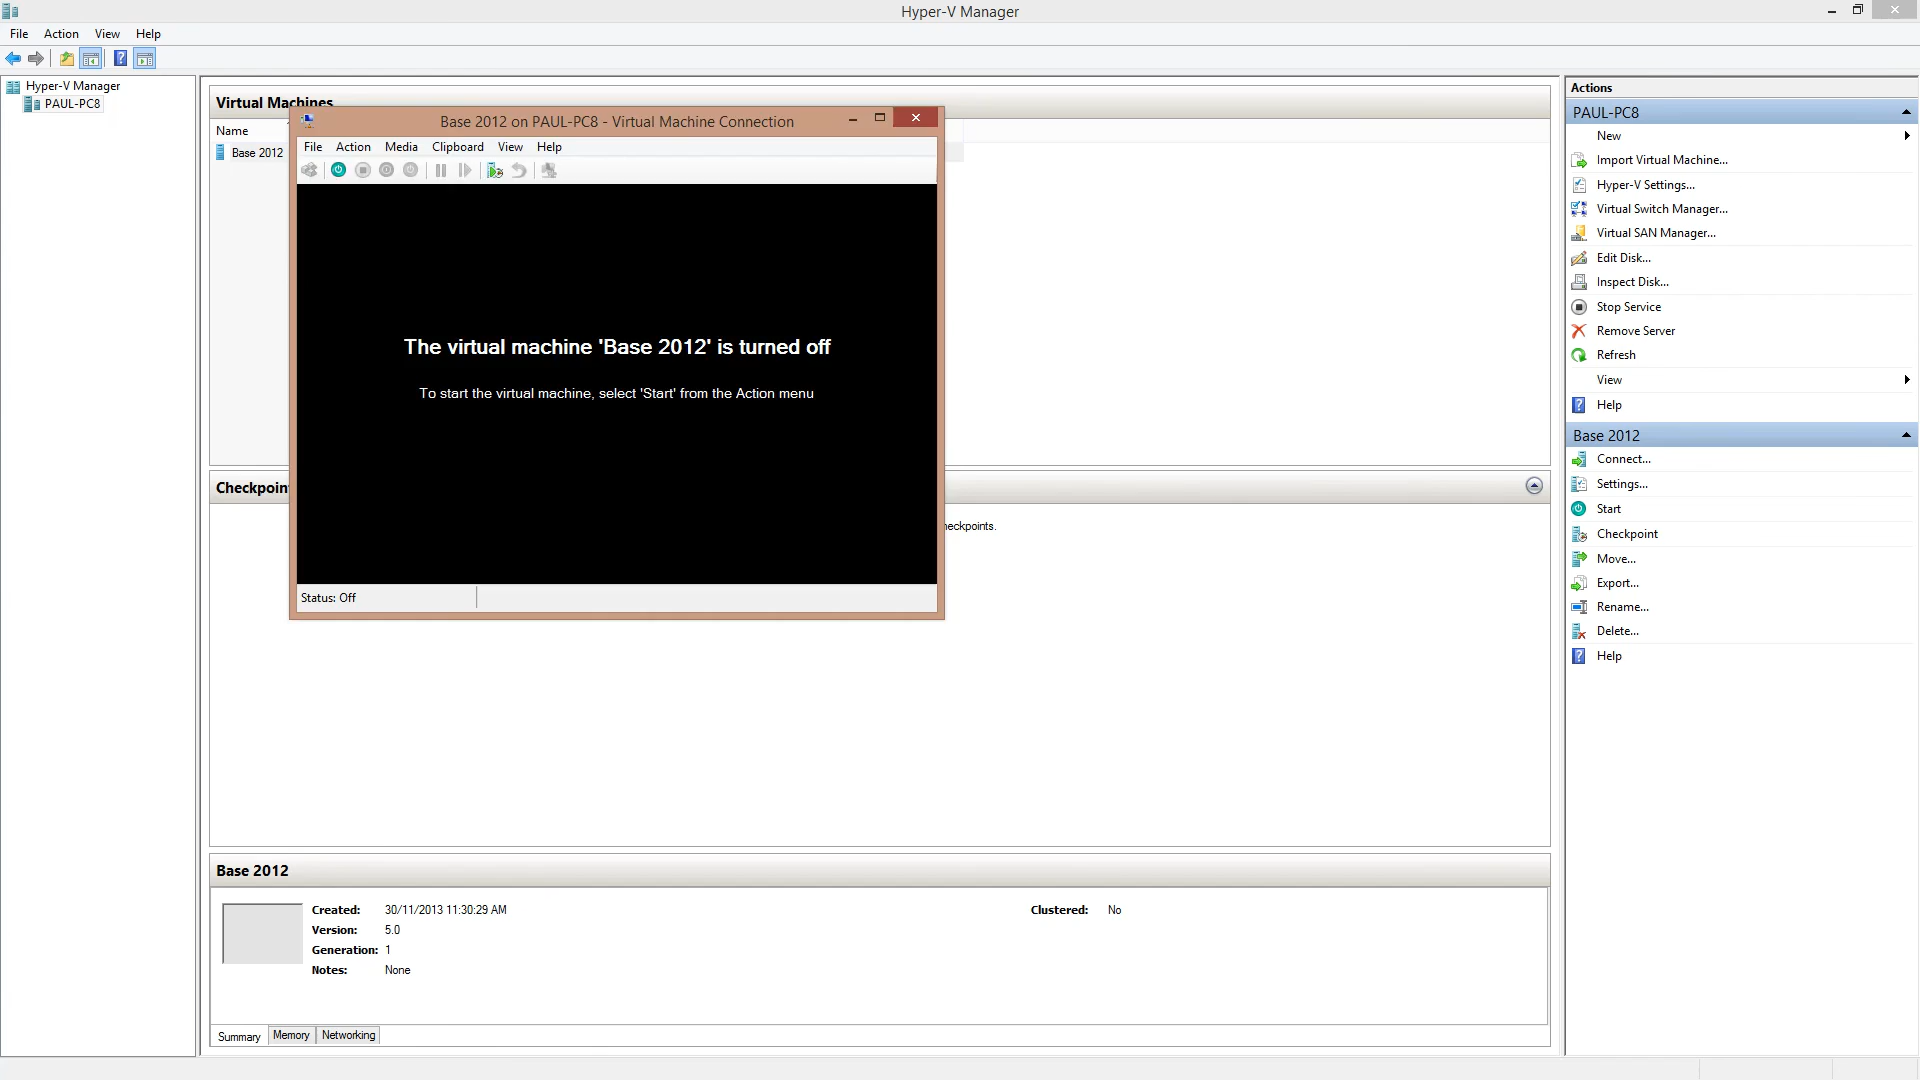 Hyper-V Manager
File Action View Help
Hyper-V Manager
PAUL-PC8
Virtual Machines
Name
Base 2012
Base 2012 on PAUL-PC8 - Virtual Machine Connection
File Action Media Clipboard View Help
The virtual machine 'Base 2012' is turned off
To start the virtual machine, select 'Start' from the Action menu
Status: Off
Checkpoin
heckpoints.
Base 2012
Created: 30/11/2013 11:30:29 AM
Clustered: No
Version: 5.0
Generation: 1
Notes: None
Summary Memory Networking
Actions
PAUL-PC8
New
Import Virtual Machine...
Hyper-V Settings...
Virtual Switch Manager...
Virtual SAN Manager...
Edit Disk...
Inspect Disk...
Stop Service
Remove Server
Refresh
View
Help
Base 2012
Connect...
Settings...
Start
Checkpoint
Move...
Export...
Rename...
Delete...
Help